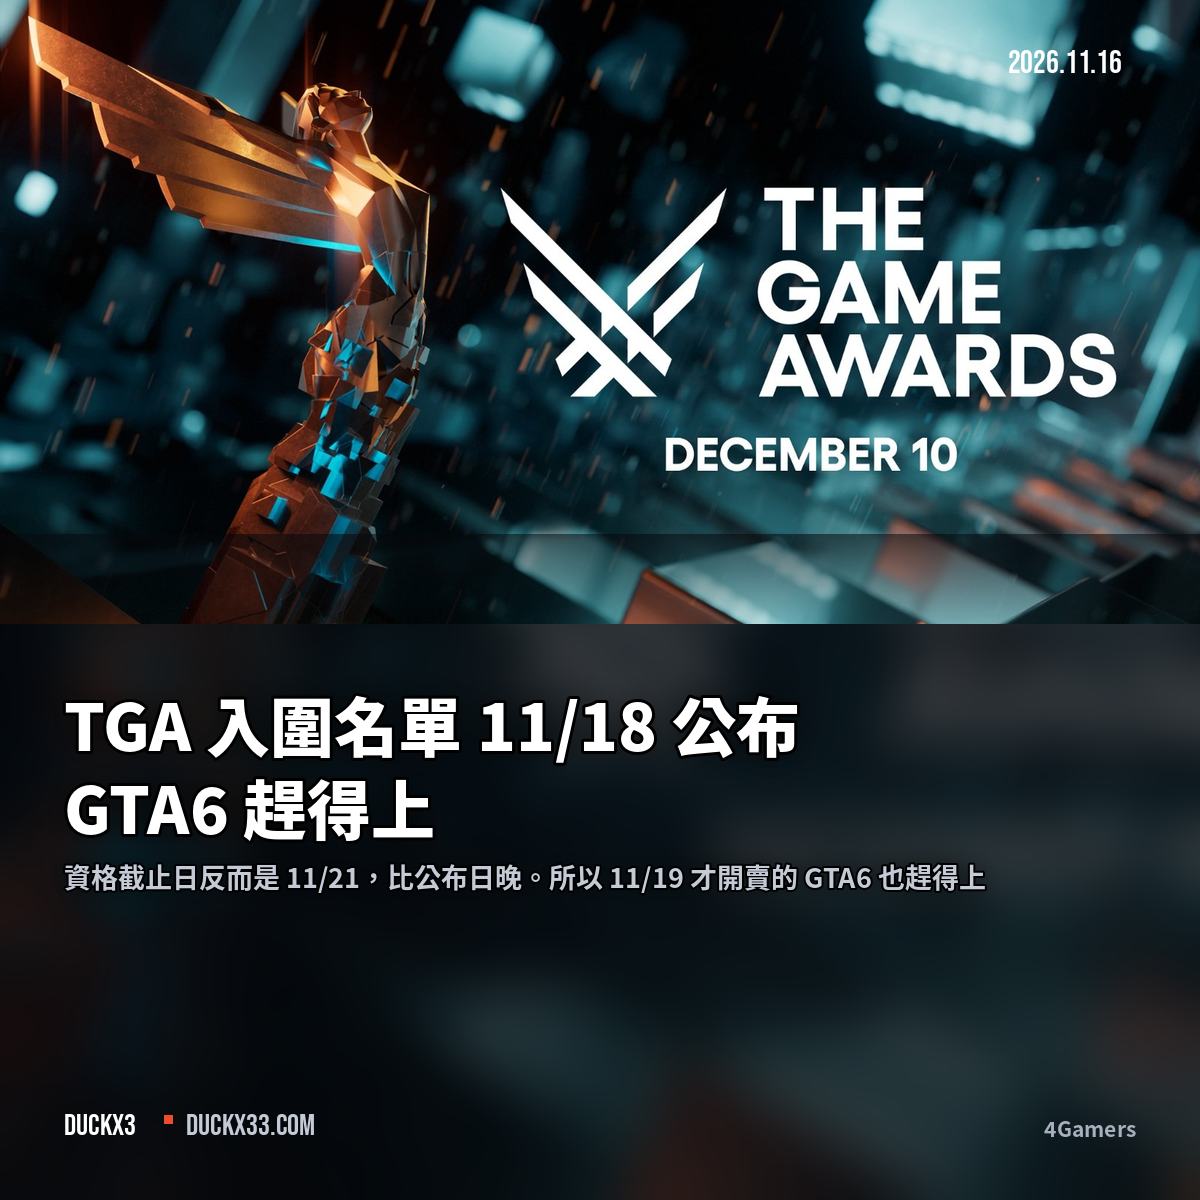 2026.11.16
THE
GAME
AWARDS
DECEMBER 10
TGA 入圍名單 11/18 公布
GTA6 趕得上
資格截止日反而是 11/21，比公布日晚。所以 11/19 才開賣的 GTA6 也趕得上
DUCKX3 DUCKX33.COM
4Gamers